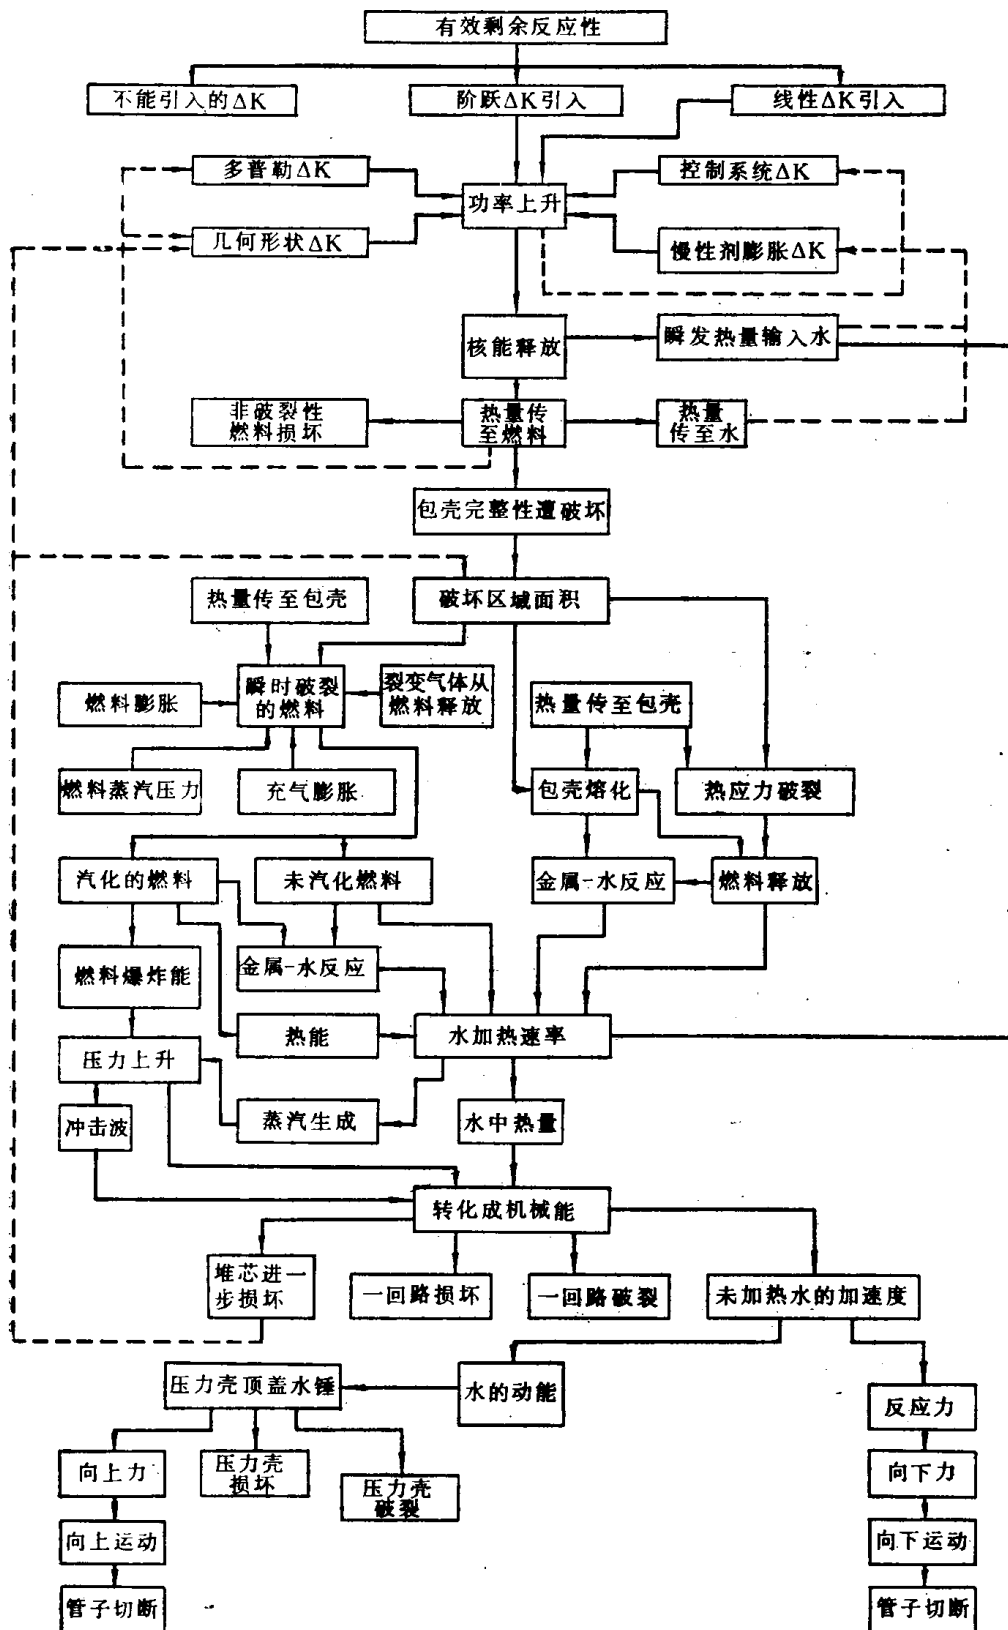 有效剩余反应性
不能引入的ΔK
阶跃ΔK引入
线性ΔK引入
多普勒ΔK
控制系统ΔK
功率上升
几何形状ΔK
慢性剂膨胀ΔK
核能释放
瞬发热量输入水
非破裂性
燃料损坏
热量传
至燃料
热量
传至水
包壳完整性遭破坏
热量传至包壳
破坏区域面积
燃料膨胀
瞬时破裂
的燃料
裂变气体从
燃料释放
热量传至包壳
燃料蒸汽压力
充气膨胀
包壳熔化
热应力破裂
汽化的燃料
未汽化燃料
金属-水反应
燃料释放
燃料爆炸能
金属-水反应
热能
水加热速率
压力上升
冲击波
蒸汽生成
水中热量
转化成机械能
堆芯进一
步损坏
一回路损坏
一回路破裂
未加热水的加速度
压力壳顶盖水锤
水的动能
反应力
向上力
压力壳
损坏
压力壳
破裂
向下力
向上运动
向下运动
管子切断
管子切断